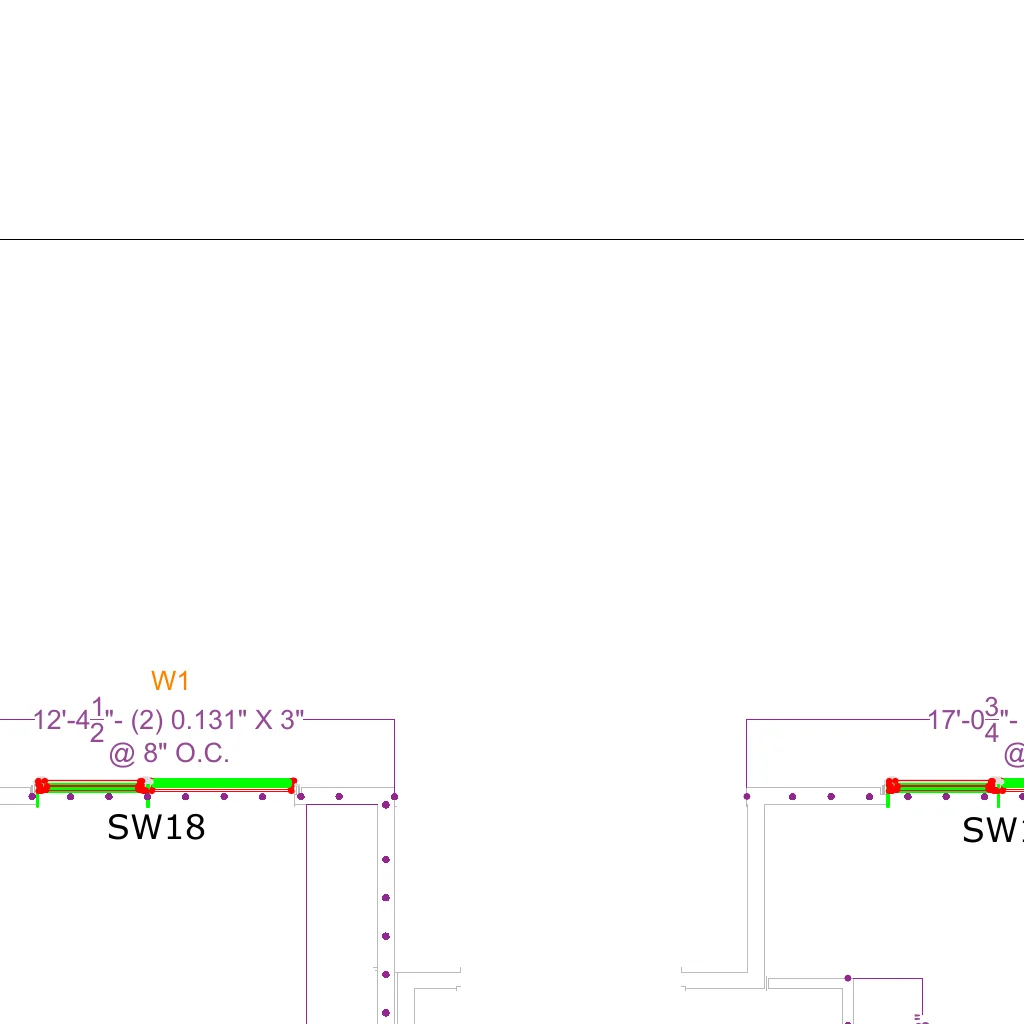 W1
12'-4 1/2"- (2) 0.131" X 3"
@ 8" O.C.
17'-0 3/4"-
@
SW18